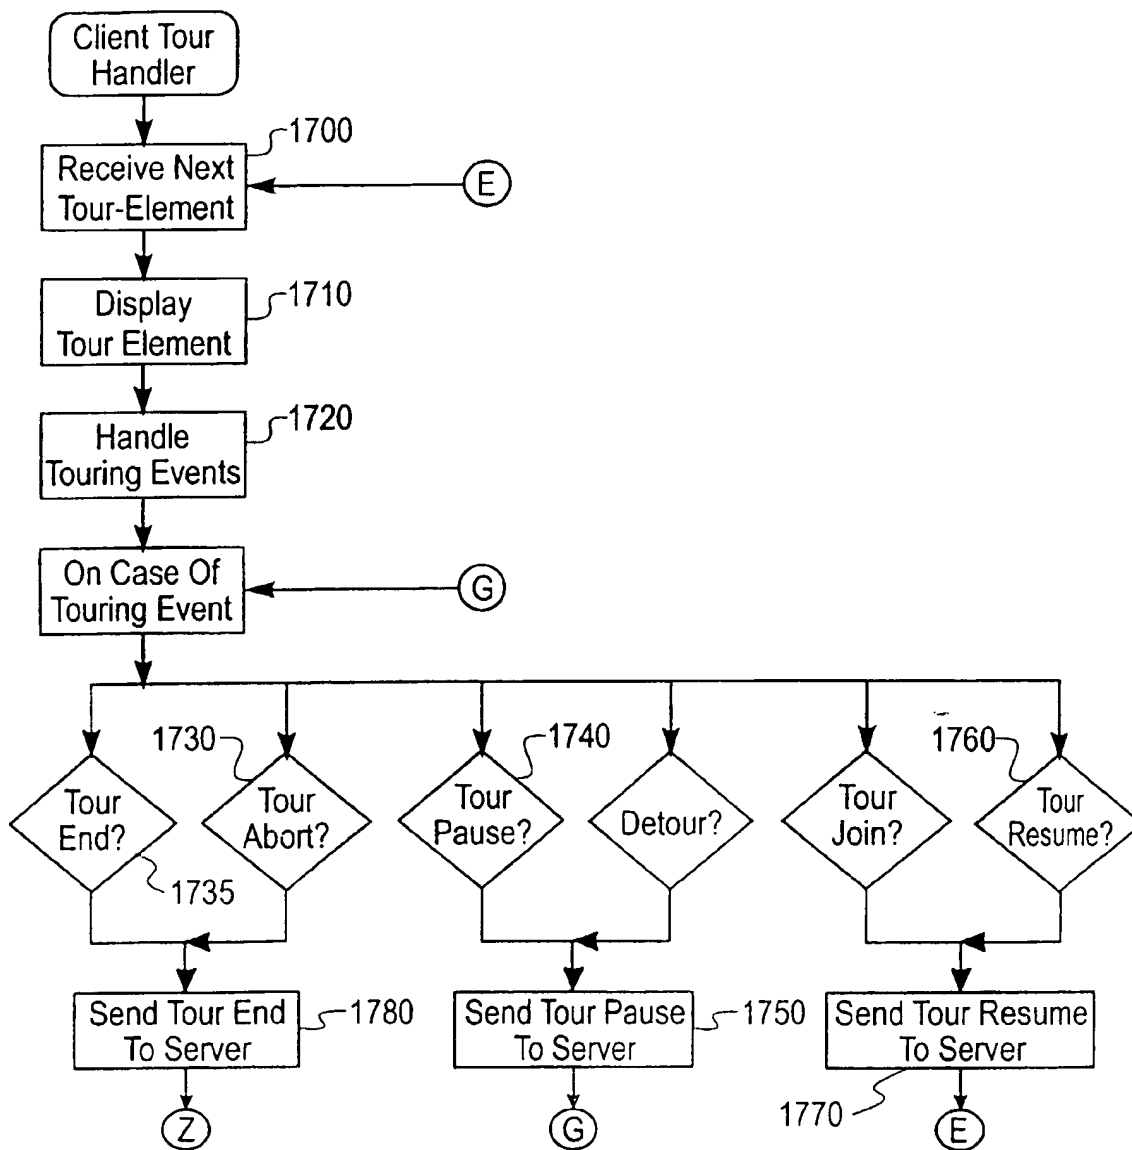 Client Tour
Handler
1700
Receive Next
Tour-Element
E
1710
Display
Tour Element
1720
Handle
Touring Events
On Case Of
Touring Event
G
1730
1740
1760
Tour
End?
Tour
Abort?
Tour
Pause?
Detour?
Tour
Join?
Tour
Resume?
1735
Send Tour End
To Server
1780
Send Tour Pause
To Server
1750
Send Tour Resume
To Server
1770
Z
G
E